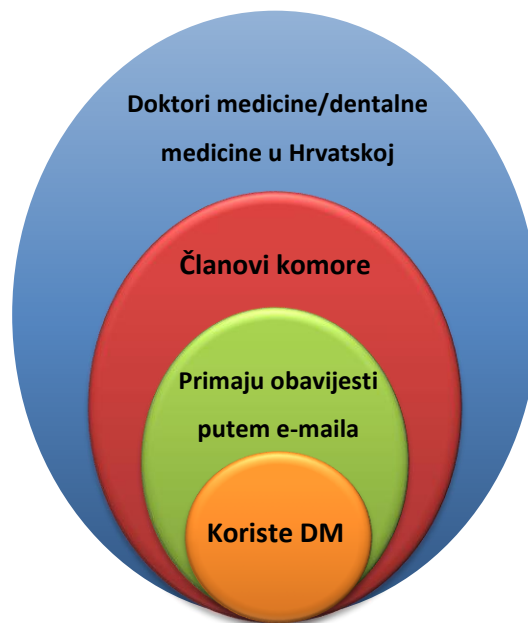 Doktori medicine/dentalne
medicine u Hrvatskoj
Članovi komore
Primaju obavijesti
putem e-maila
Koriste DM